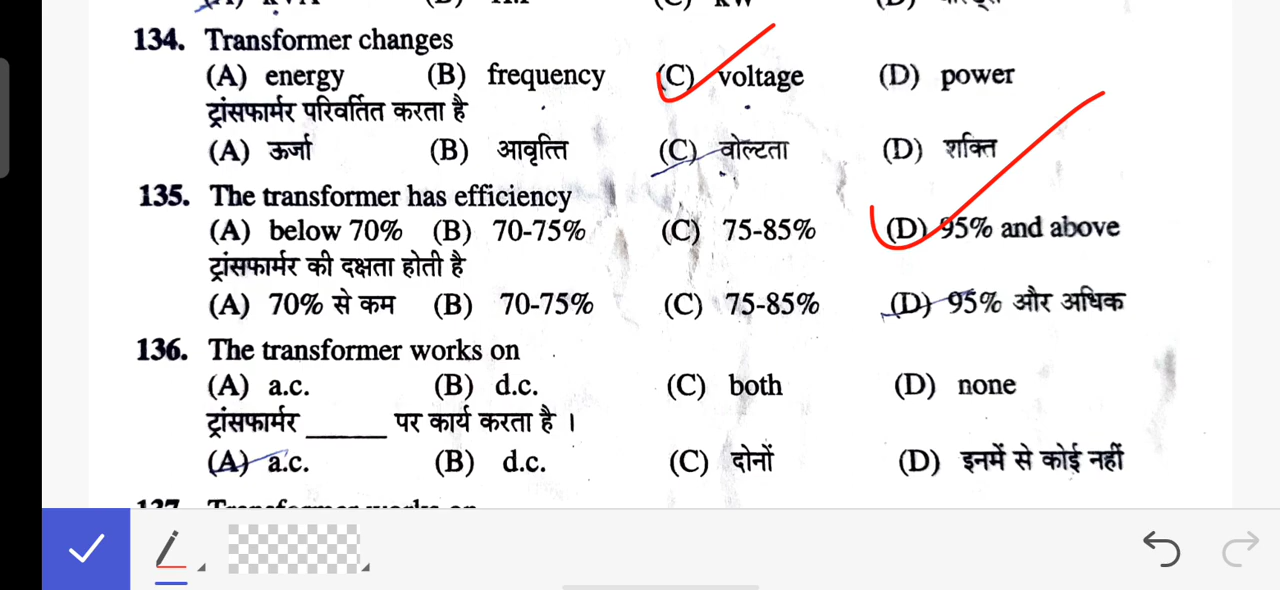 134. Transformer changes
(A) energy (B) frequency (C) voltage (D) power
ट्रांसफार्मर परिवर्तित करता है
(A) ऊर्जा (B) आवृत्ति (C) वोल्टता (D) शक्ति
135. The transformer has efficiency
(A) below 70% (B) 70-75% (C) 75-85% (D) 95% and above
ट्रांसफार्मर की दक्षता होती है
(A) 70% से कम (B) 70-75% (C) 75-85% (D) 95% और अधिक
136. The transformer works on
(A) a.c. (B) d.c. (C) both (D) none
ट्रांसफार्मर ______ पर कार्य करता है ।
(A) a.c. (B) d.c. (C) दोनों (D) इनमें से कोई नहीं